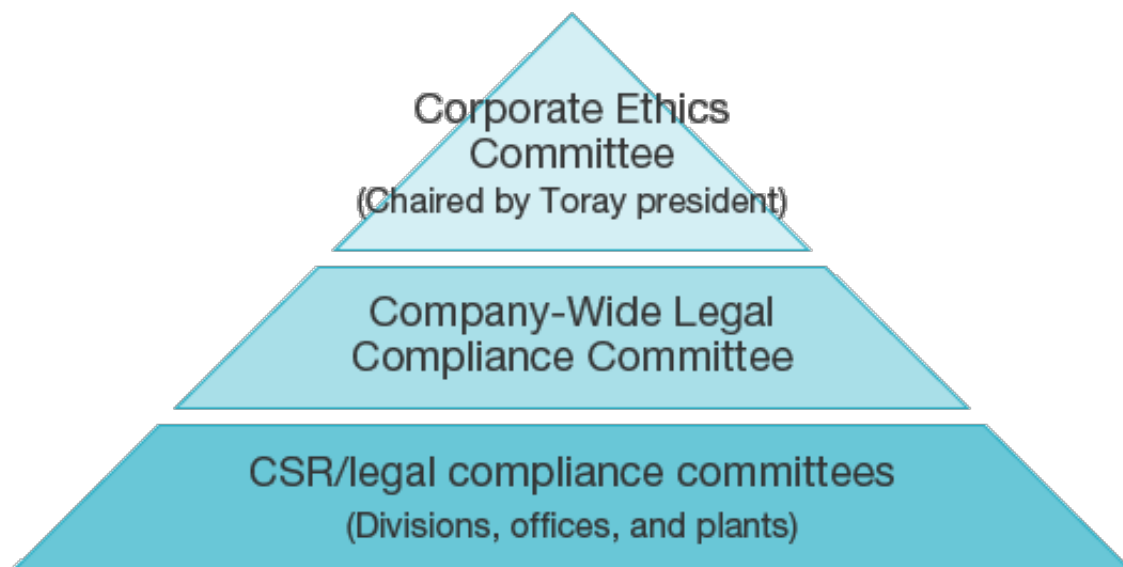 Corporate Ethics
Committee
(Chaired by Toray president)
Company-Wide Legal
Compliance Committee
CSR/legal compliance committees
(Divisions, offices, and plants)